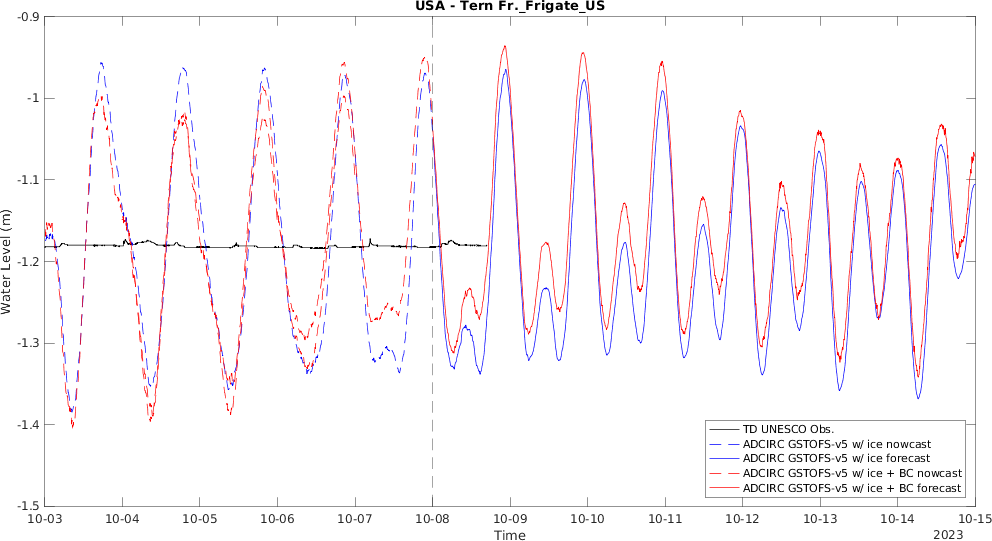 USA - Tern Fr._Frigate_US
Water Level (m)
-0.9
-1
-1.1
-1.2
-1.3
-1.4
-1.5
TD UNESCO Obs.
ADCIRC GSTOFS-v5 w/ ice nowcast
ADCIRC GSTOFS-v5 w/ ice forecast
ADCIRC GSTOFS-v5 w/ ice + BC nowcast
ADCIRC GSTOFS-v5 w/ ice + BC forecast
10-03 10-04 10-05 10-06 10-07 10-08 10-09 10-10 10-11 10-12 10-13 10-14 10-15
Time
2023